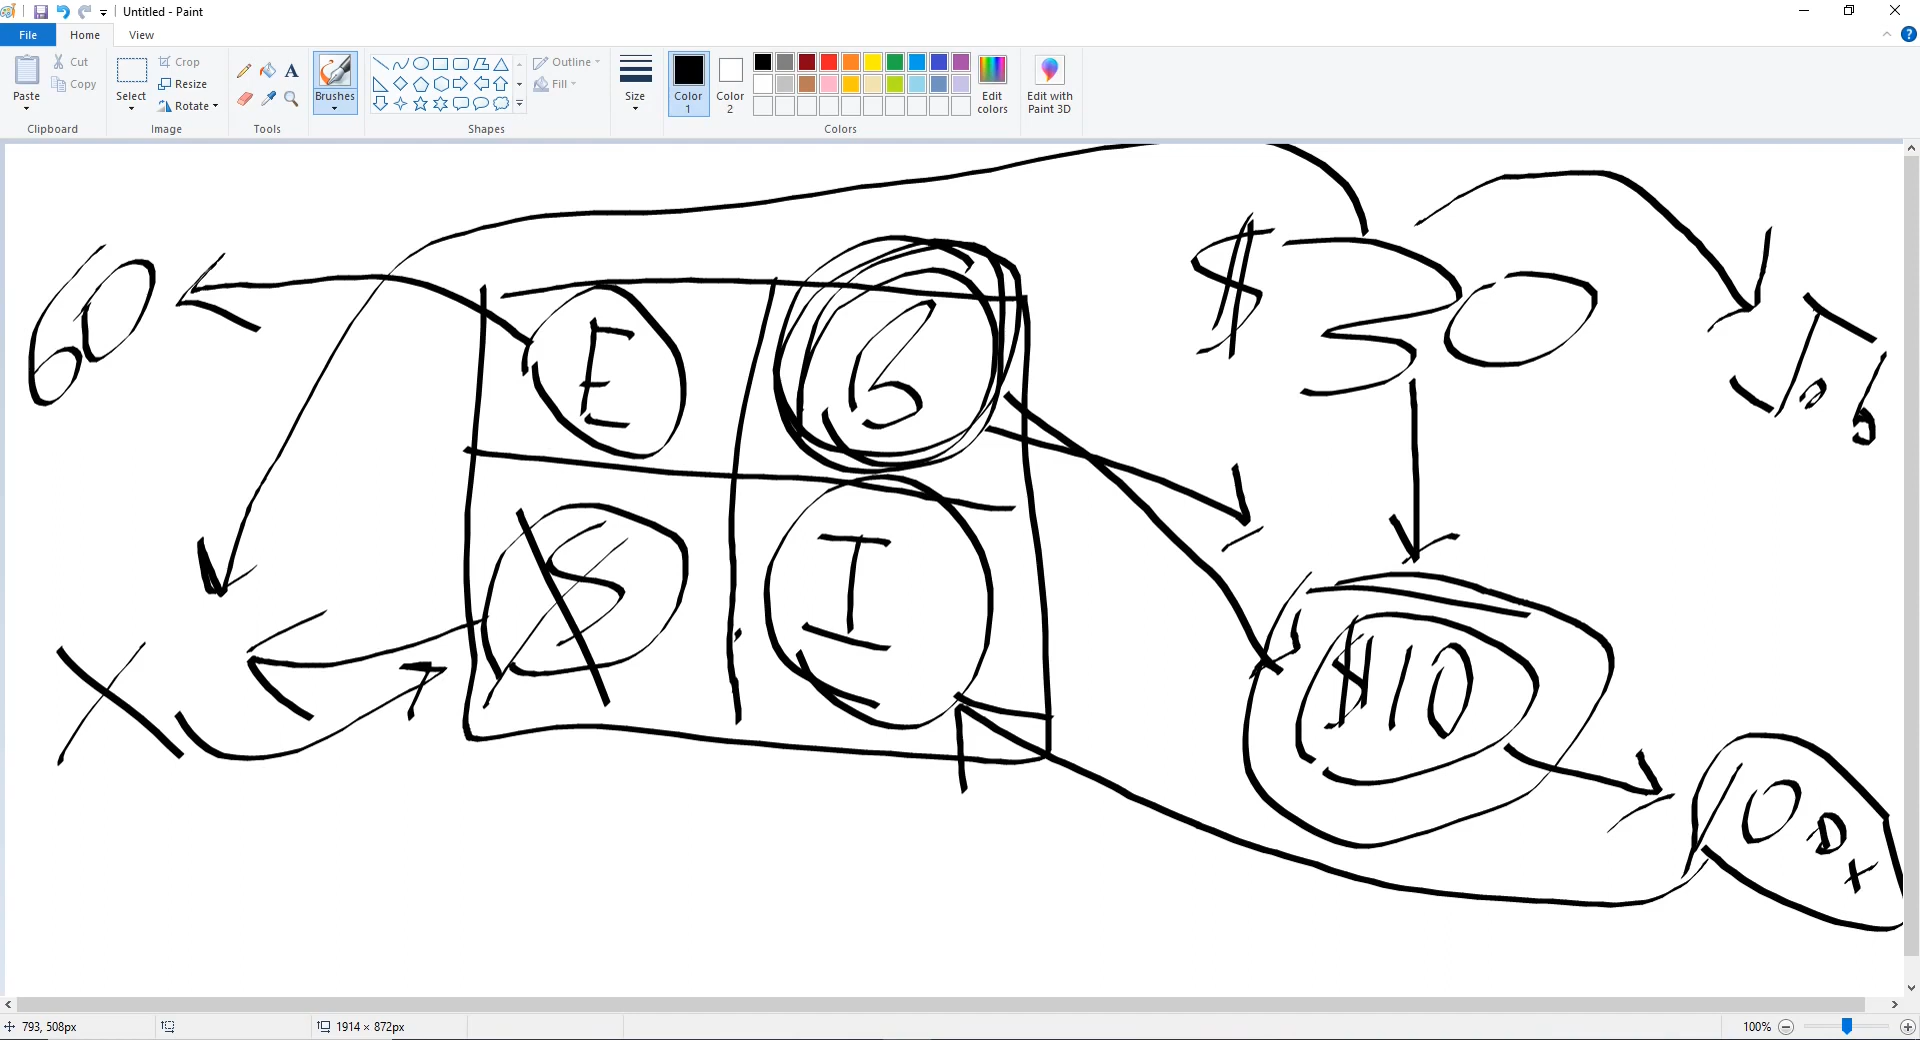 Untitled - Paint
File Home View
Cut
Copy
Paste
Crop
Resize
Rotate
Select
A
Brushes
Outline
Fill
Size
Color 1
Color 2
Edit colors
Edit with Paint 3D
Clipboard
Image
Tools
Shapes
Colors
60
E
B
$30
Job
S
I
$10
X
10Dx
793, 508px
1914 × 872px
100%